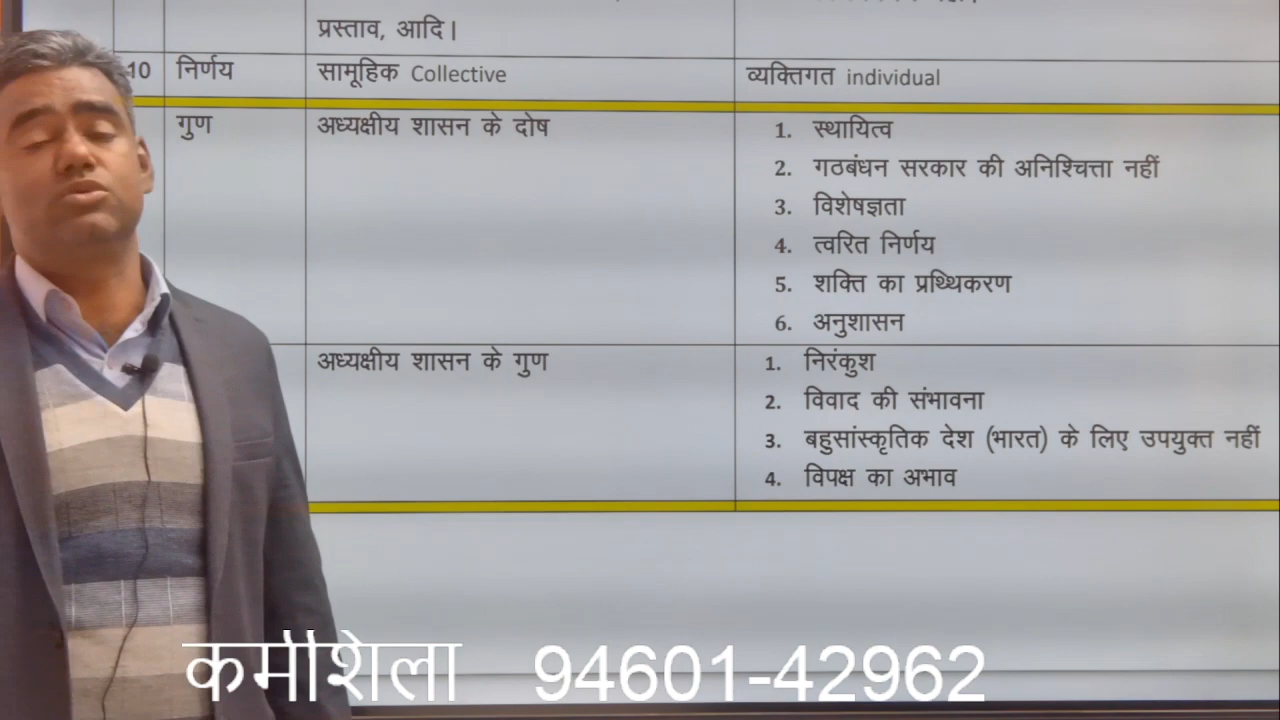 प्रस्ताव, आदि।
10 निर्णय सामूहिक Collective व्यक्तिगत individual
गुण अध्यक्षीय शासन के दोष 1. स्थायित्व
2. गठबंधन सरकार की अनिश्चित्ता नहीं
3. विशेषज्ञता
4. त्वरित निर्णय
5. शक्ति का प्रथ्थिकरण
6. अनुशासन
अध्यक्षीय शासन के गुण 1. निरंकुश
2. विवाद की संभावना
3. बहुसांस्कृतिक देश (भारत) के लिए उपयुक्त नहीं
4. विपक्ष का अभाव
94601-42962